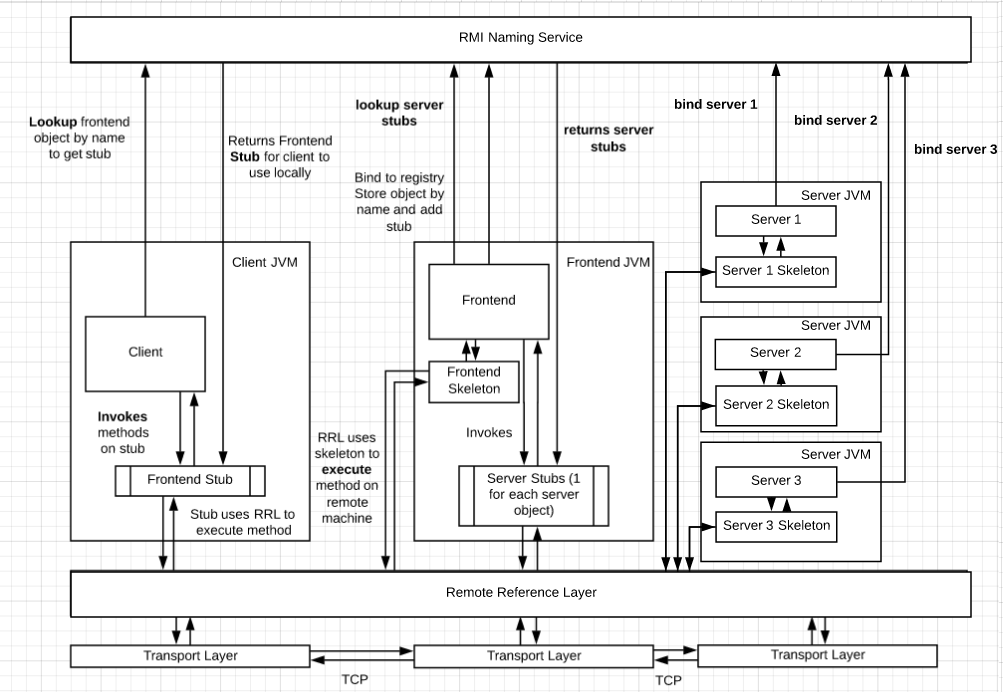 RMI Naming Service
Lookup frontend
object by name
to get stub
Returns Frontend
Stub for client to
use locally
lookup server
stubs
Bind to registry
Store object by
name and add
stub
returns server
stubs
bind server 1
bind server 2
bind server 3
Client JVM
Client
Invokes
methods
on stub
Frontend Stub
Stub uses RRL to
execute method
RRL uses
skeleton to
execute
method on
remote
machine
Frontend JVM
Frontend
Frontend
Skeleton
Invokes
Server Stubs (1
for each server
object)
Server JVM
Server 1
Server 1 Skeleton
Server JVM
Server 2
Server 2 Skeleton
Server JVM
Server 3
Server 3 Skeleton
Remote Reference Layer
Transport Layer
TCP
Transport Layer
TCP
Transport Layer